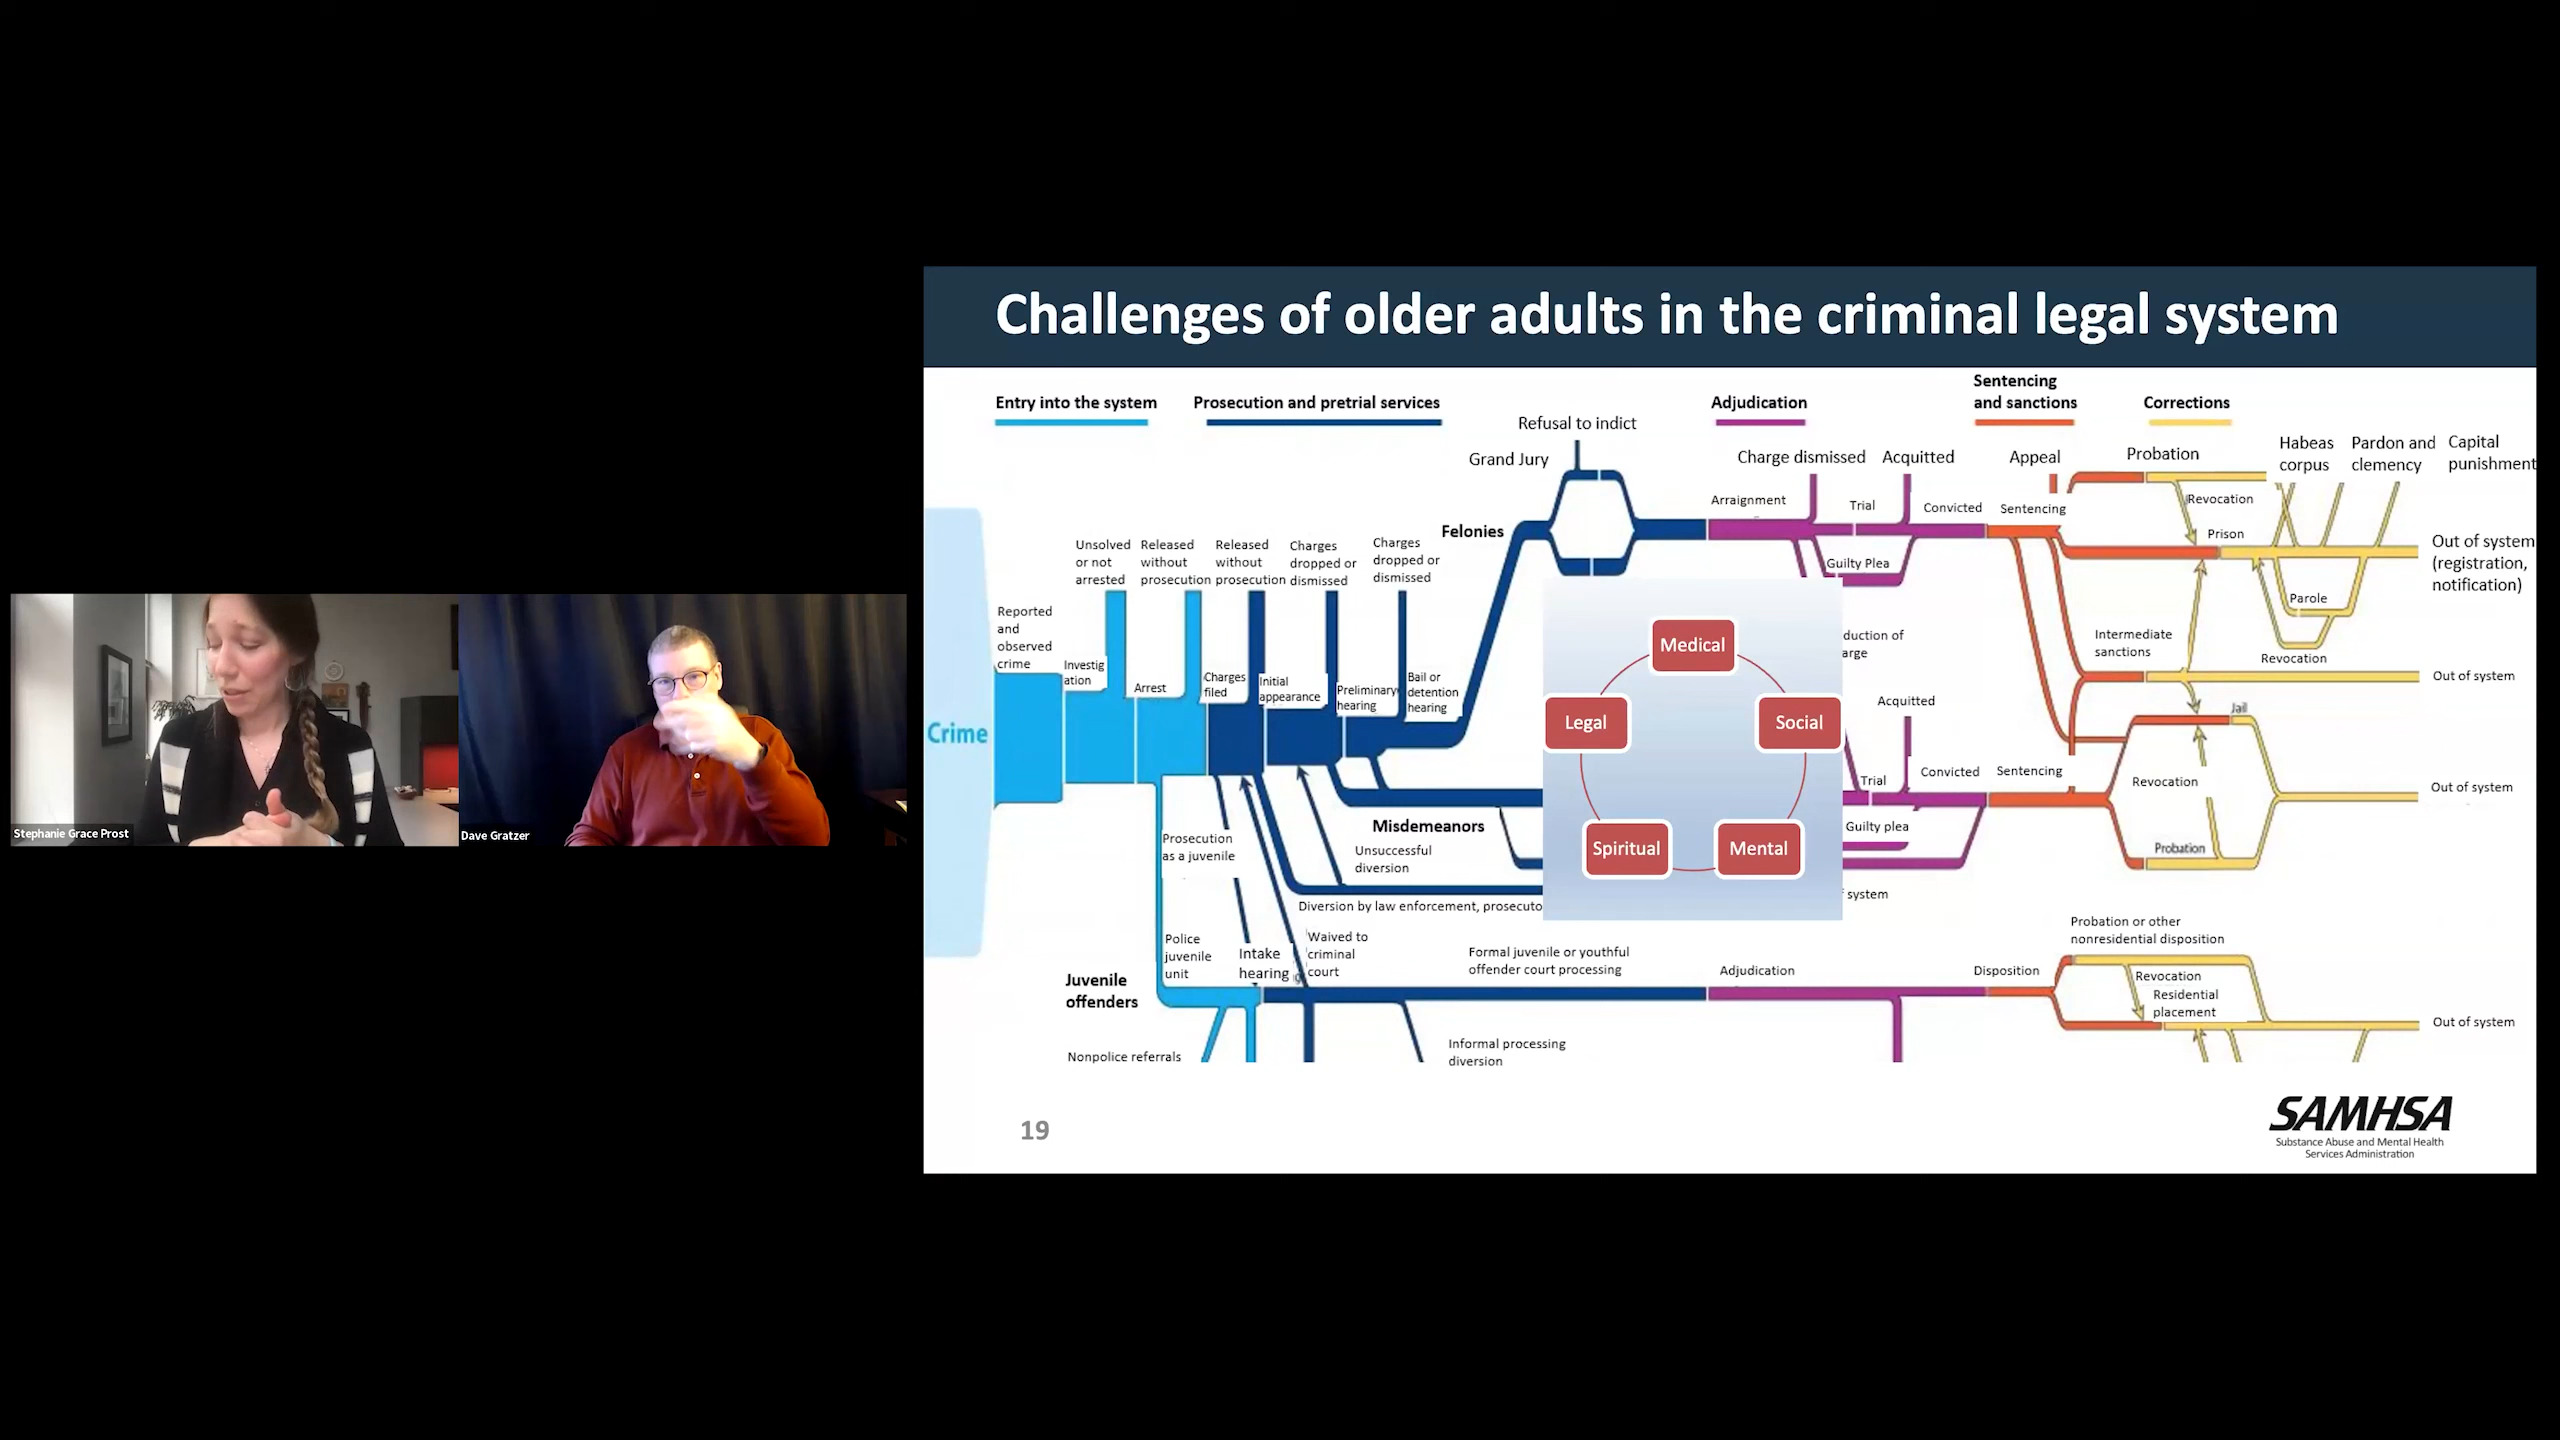 Challenges of older adults in the criminal legal system
Entry into the system
Prosecution and pretrial services
Adjudication
Sentencing
and sanctions
Corrections
Refusal to indict
Grand Jury
Charge dismissed
Acquitted
Appeal
Probation
Habeas
corpus
Pardon and
clemency
Capital
punishment
Felonies
Arraignment
Trial
Convicted
Sentencing
Revocation
Prison
Guilty Plea
Out of system
(registration,
notification)
Parole
Revocation
Intermediate
sanctions
Out of system
Unsolved
or not
arrested
Released
without
prosecution
Released
without
prosecution
Charges
dropped or
dismissed
Charges
dropped or
dismissed
Reported
and
observed
crime
Investig
ation
Arrest
Charges
filed
Initial
appearance
Preliminary
hearing
Bail or
detention
hearing
Crime
Medical
Social
Mental
Spiritual
Legal
duction of
arge
Acquitted
Trial
Convicted
Sentencing
Guilty plea
Jail
Revocation
Probation
Out of system
Misdemeanors
Unsuccessful
diversion
Prosecution
as a juvenile
Diversion by law enforcement, prosecuto
system
Police
juvenile
unit
Intake
hearing
Waived to
criminal
court
Formal juvenile or youthful
offender court processing
Adjudication
Disposition
Probation or other
nonresidential disposition
Revocation
Residential
placement
Out of system
Juvenile
offenders
Nonpolice referrals
Informal processing
diversion
19
SAMHSA
Substance Abuse and Mental Health
Services Administration
Stephanie Grace Prost
Dave Gratzer